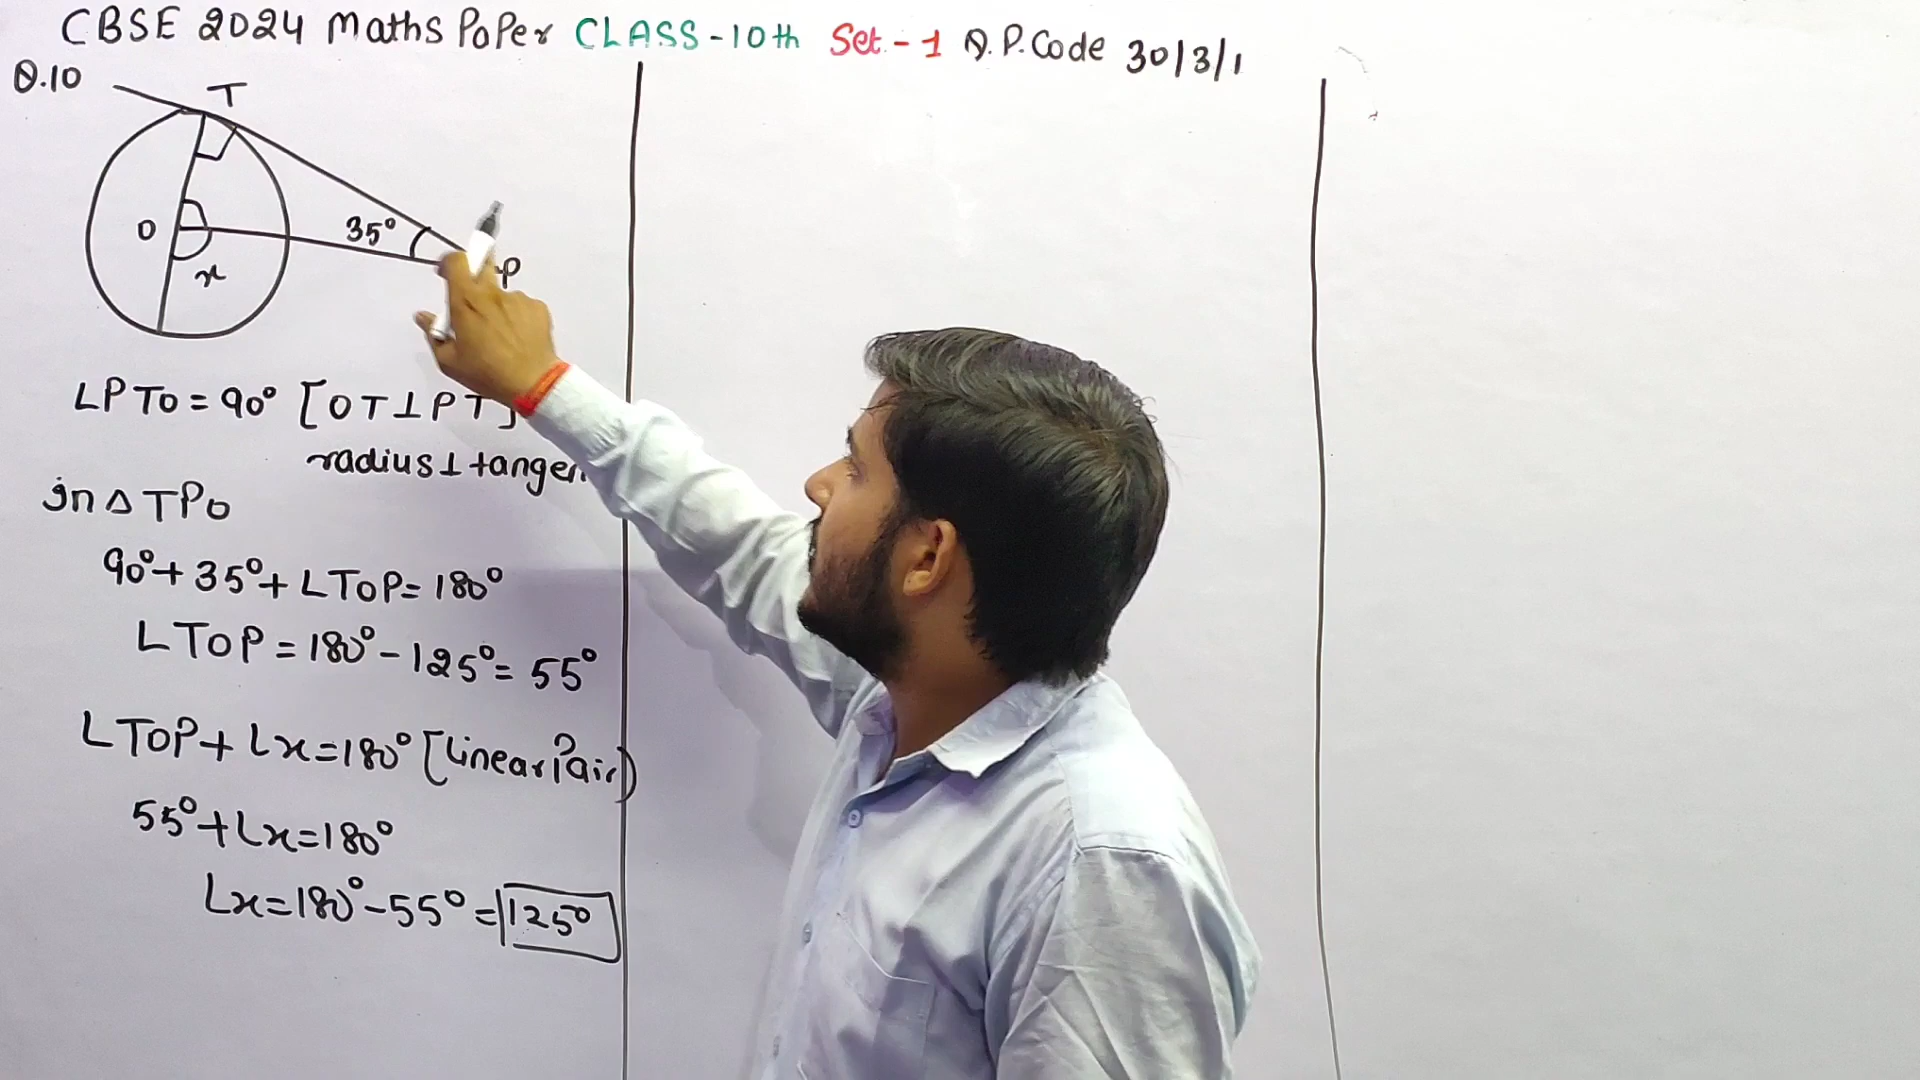 CBSE 2024 Maths PaPer CLASS-10th Set-1 Q.P.Code 30/3/1
Q.10
T
O
35°
x
P
∠PTO=90° [OT⊥PT]
radius⊥tangen
in △TPO
90°+35°+∠TOP=180°
∠TOP=180°-125°=55°
∠TOP+∠x=180° [linear Pair)
55°+∠x=180°
∠x=180°-55°=125°